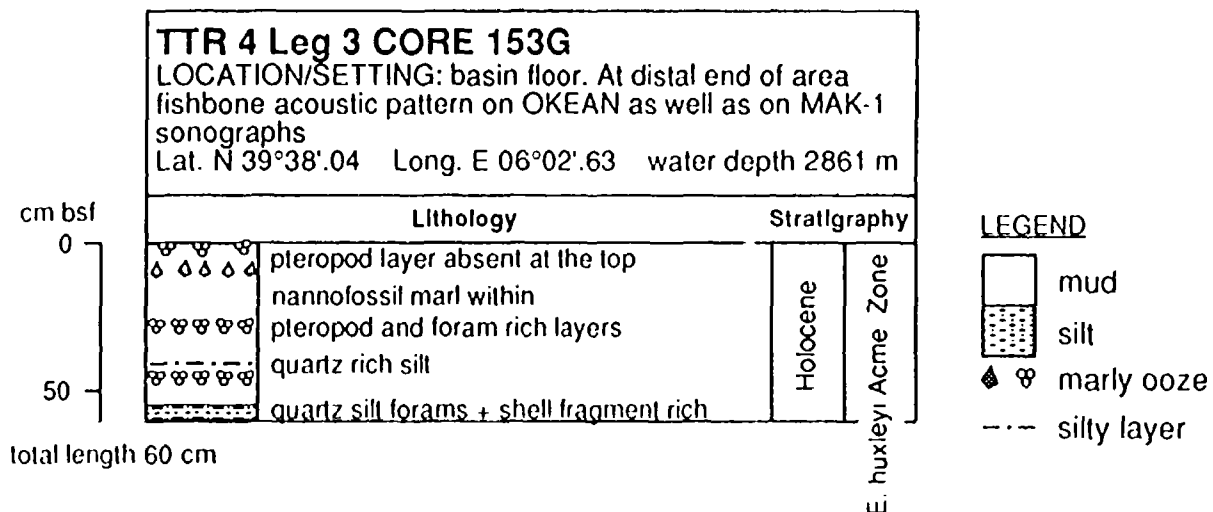 TTR 4 Leg 3 CORE 153G
LOCATION/SETTING: basin floor. At distal end of area
fishbone acoustic pattern on OKEAN as well as on MAK-1
sonographs
Lat. N 39°38'.04 Long. E 06°02'.63 water depth 2861 m
cm bsf
Lithology
Stratigraphy
0
pteropod layer absent at the top
nannofossil marl within
pteropod and foram rich layers
quartz rich silt
50
quartz silt forams + shell fragment rich
total length 60 cm
Holocene
E. huxleyi Acme Zone
LEGEND
mud
silt
marly ooze
silty layer